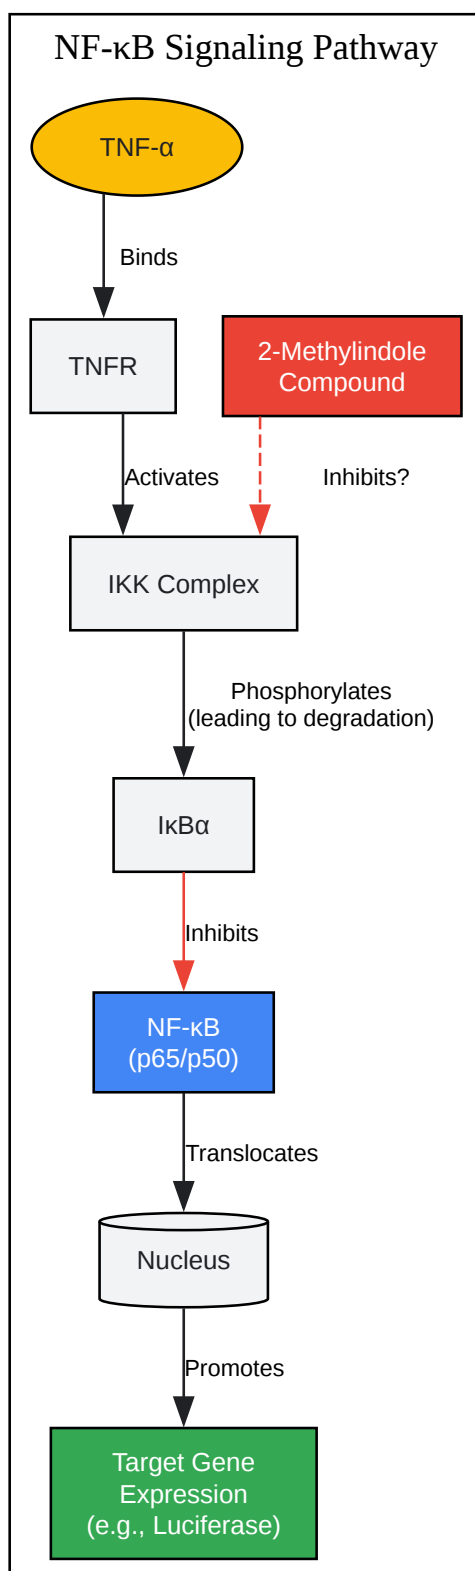 NF-κB Signaling Pathway
TNF-α
Binds
TNFR
2-Methylindole
Compound
Activates
Inhibits?
IKK Complex
Phosphorylates
(leading to degradation)
IκBα
Inhibits
NF-κB
(p65/p50)
Translocates
Nucleus
Promotes
Target Gene
Expression
(e.g., Luciferase)